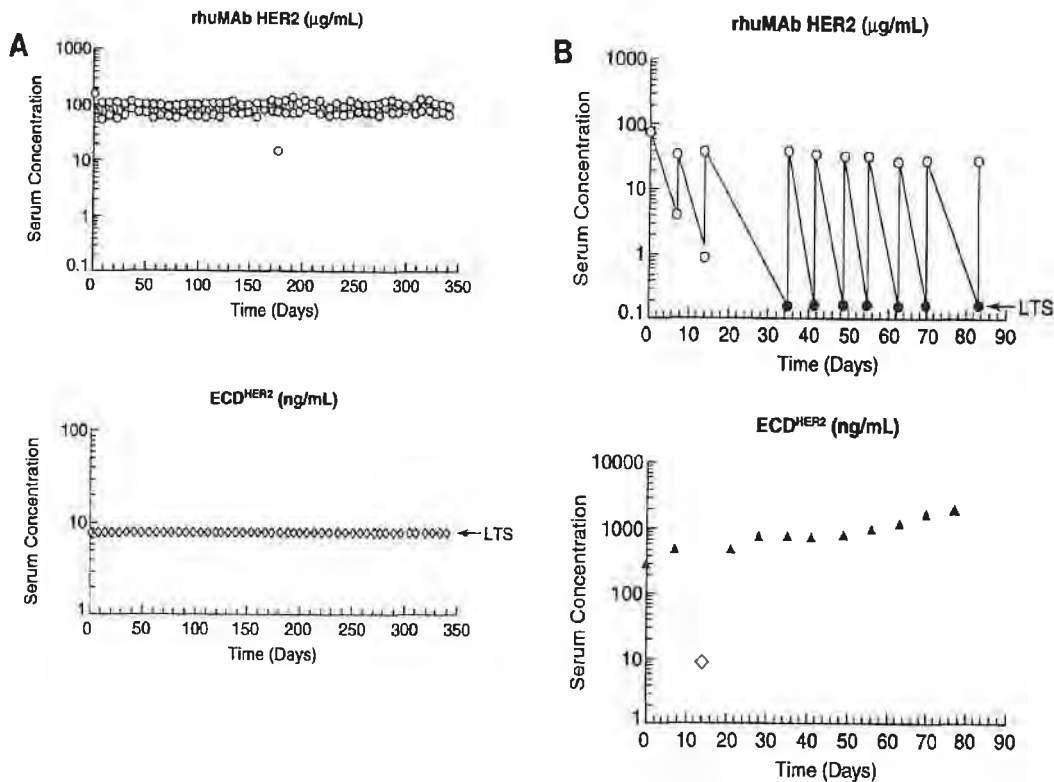 A
rhuMAb HER2 (µg/mL)
Serum Concentration
1000
100
10
1
0.1
0 50 100 150 200 250 300 350
Time (Days)
ECDHER2 (ng/mL)
Serum Concentration
100
10
1
LTS
0 50 100 150 200 250 300 350
Time (Days)
B
rhuMAb HER2 (µg/mL)
Serum Concentration
1000
100
10
1
0.1
LTS
0 10 20 30 40 50 60 70 80 90
Time (Days)
ECDHER2 (ng/mL)
Serum Concentration
10000
1000
100
10
1
0 10 20 30 40 50 60 70 80 90
Time (Days)